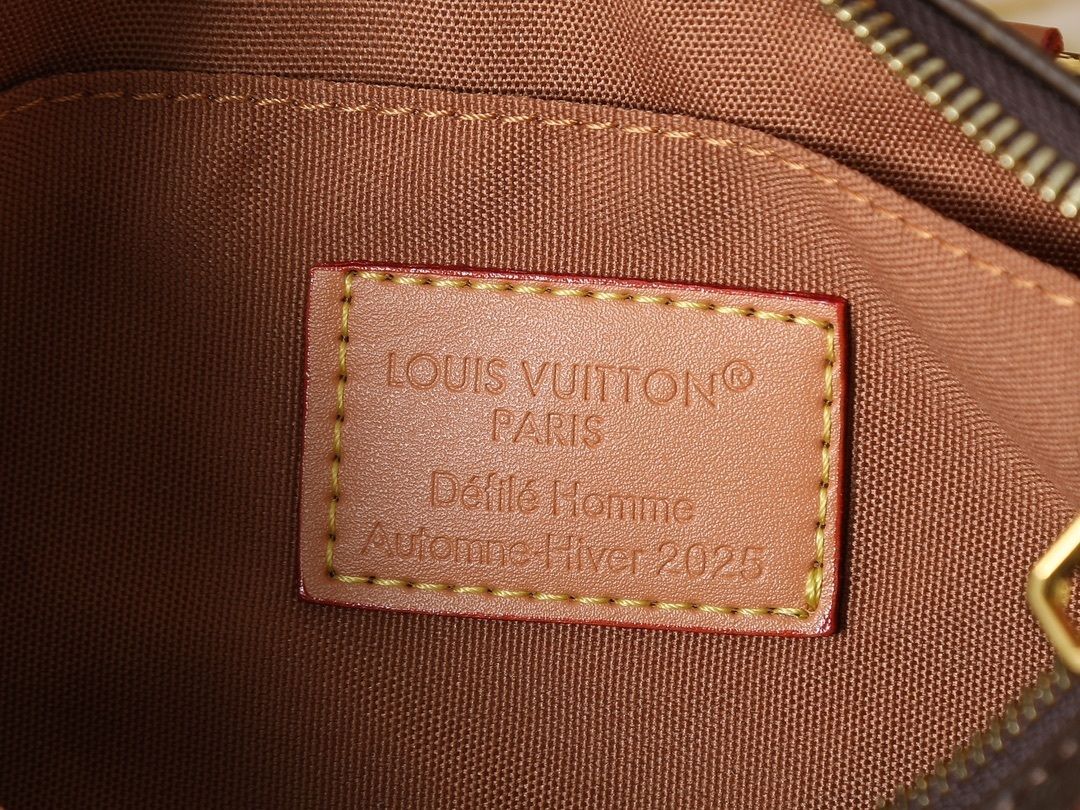 LOUIS VUITTON®
PARIS
Défilé Homme
Automne-Hiver 2025